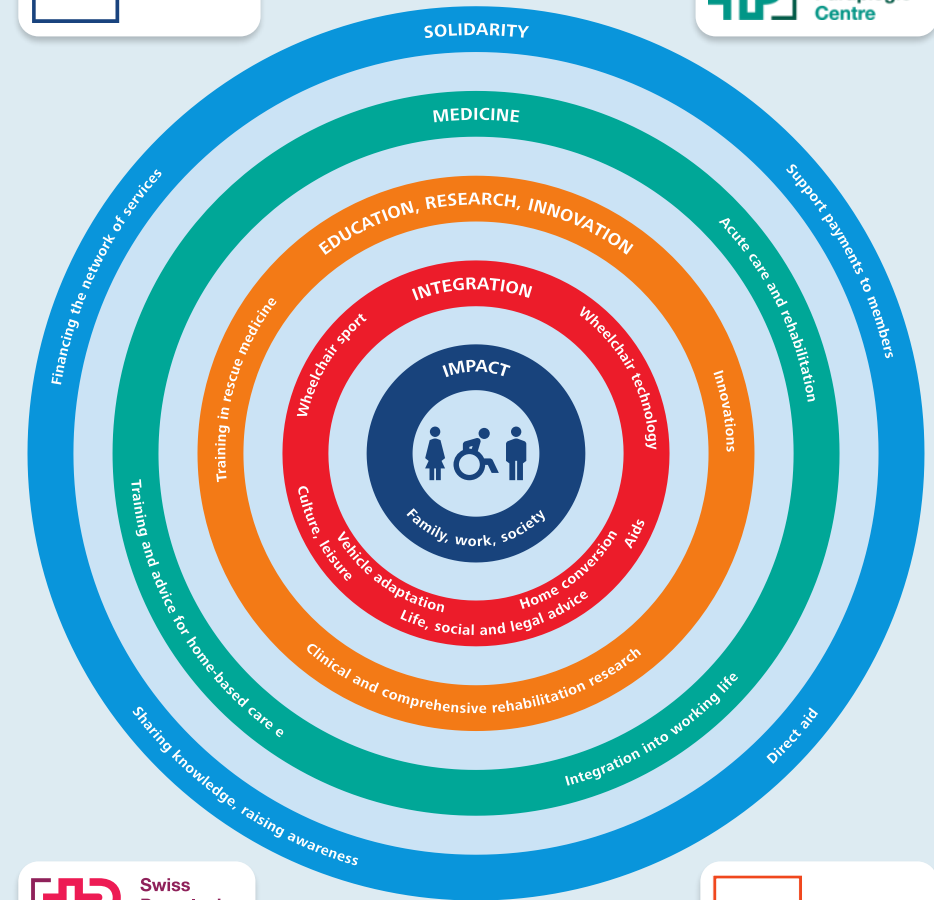 Centre
SOLIDARITY
Financing the network of services
Support payments to members
Sharing knowledge, raising awareness
Direct aid
MEDICINE
Acute care and rehabilitation
Training and advice for home-based care e
Integration into working life
EDUCATION, RESEARCH, INNOVATION
Training in rescue medicine
Innovations
Clinical and comprehensive rehabilitation research
INTEGRATION
Wheelchair sport
Wheelchair technology
Culture, leisure
Vehicle adaptation
Aids
Home conversion
Life, social and legal advice
IMPACT
Family, work, society
Swiss